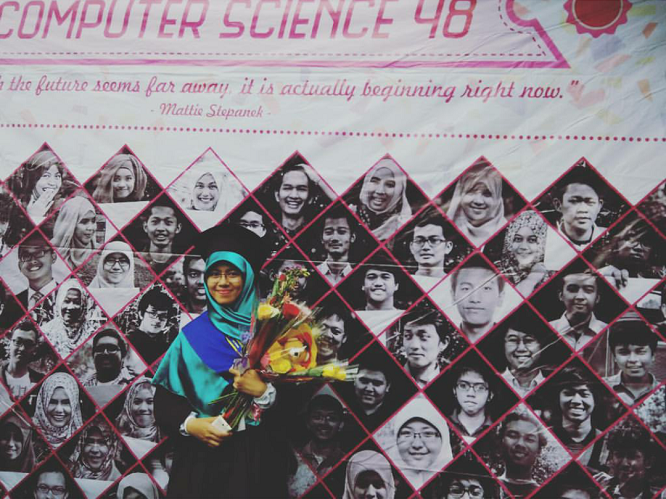 COMPUTER SCIENCE 48
the future seems far away, it is actually beginning right now."
- Mattie Stepanek -